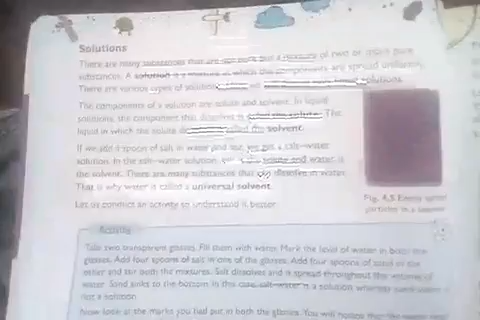 Solutions
There are many substances that are not pure but a mixture of two or more pure
substances. A solution is a mixture in which the components are spread uniformly.
There are various types of solutions
solutions.
The components of a solution are solute and solvent. In liquid
solutions, the component that dissolved is called the solute. The
liquid in which the solute is called the solvent.
If we add a spoon of salt in water and stir, we get a salt-water
solution. In the salt-water solution, is the solute and water is
the solvent. There are many substances that can dissolve in water.
That is why water is called a universal solvent.
Let us conduct an activity to understand it better.
Fig. 4.5 Empty spaces
particles in a
Activity
Take two transparent glasses. Fill them with water. Mark the level of water in both the
glasses. Add four spoons of salt in one of the glasses. Add four spoons of sand in the
other and stir both the mixtures. Salt dissolves and is spread throughout the volume of
water. Sand sinks to the bottom. In this case, salt-water is a solution whereas sand-water is
not a solution.
Now look at the marks you had put in both the glasses. You will notice that the water level